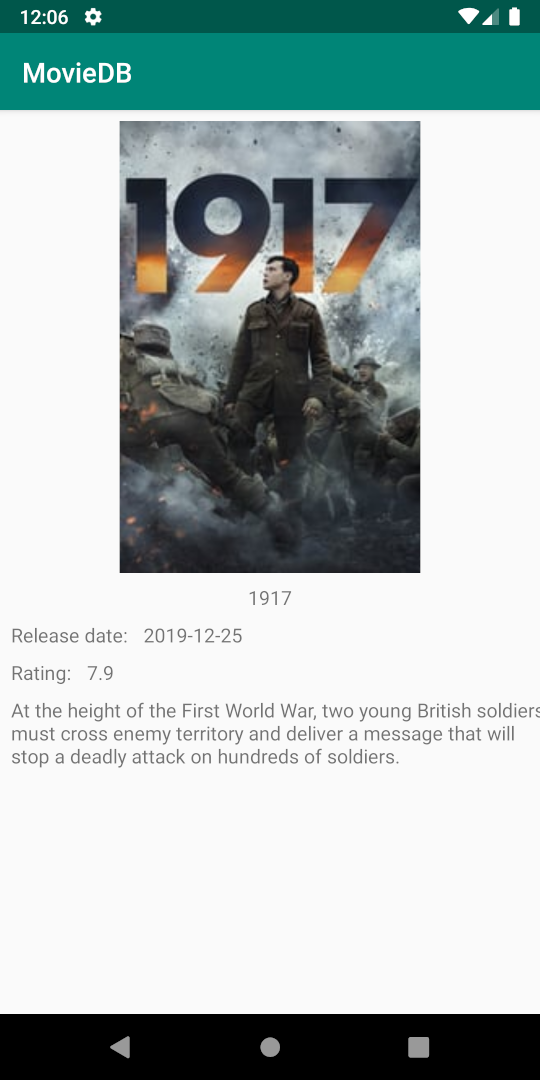 12:06
MovieDB
1917
1917
Release date: 2019-12-25
Rating: 7.9
At the height of the First World War, two young British soldiers
must cross enemy territory and deliver a message that will
stop a deadly attack on hundreds of soldiers.